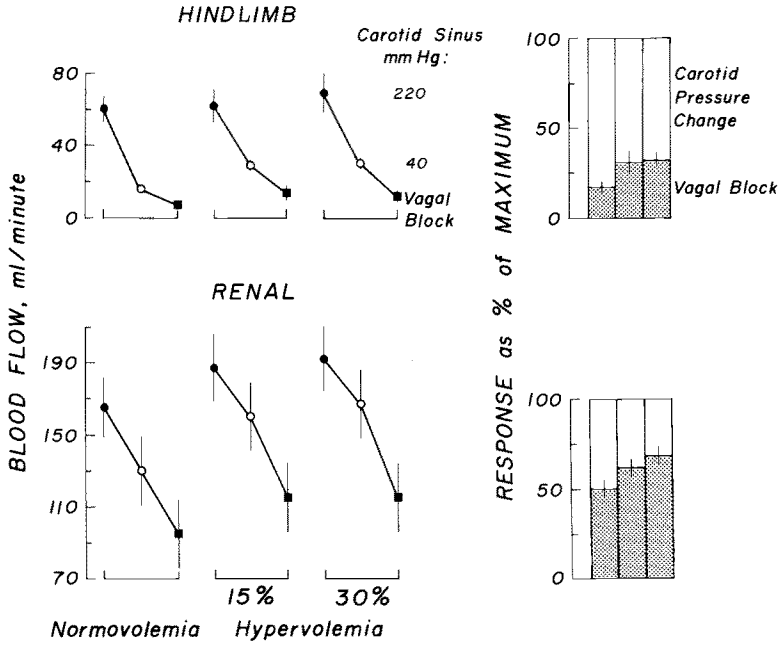 HINDLIMB
Carotid Sinus
mm Hg:
80
40
0
220
40
Vagal
Block
RENAL
190
150
110
70
BLOOD FLOW, ml/minute
15%
30%
Normovolemia
Hypervolemia
RESPONSE as % of MAXIMUM
100
50
0
Carotid
Pressure
Change
Vagal Block
100
50
0